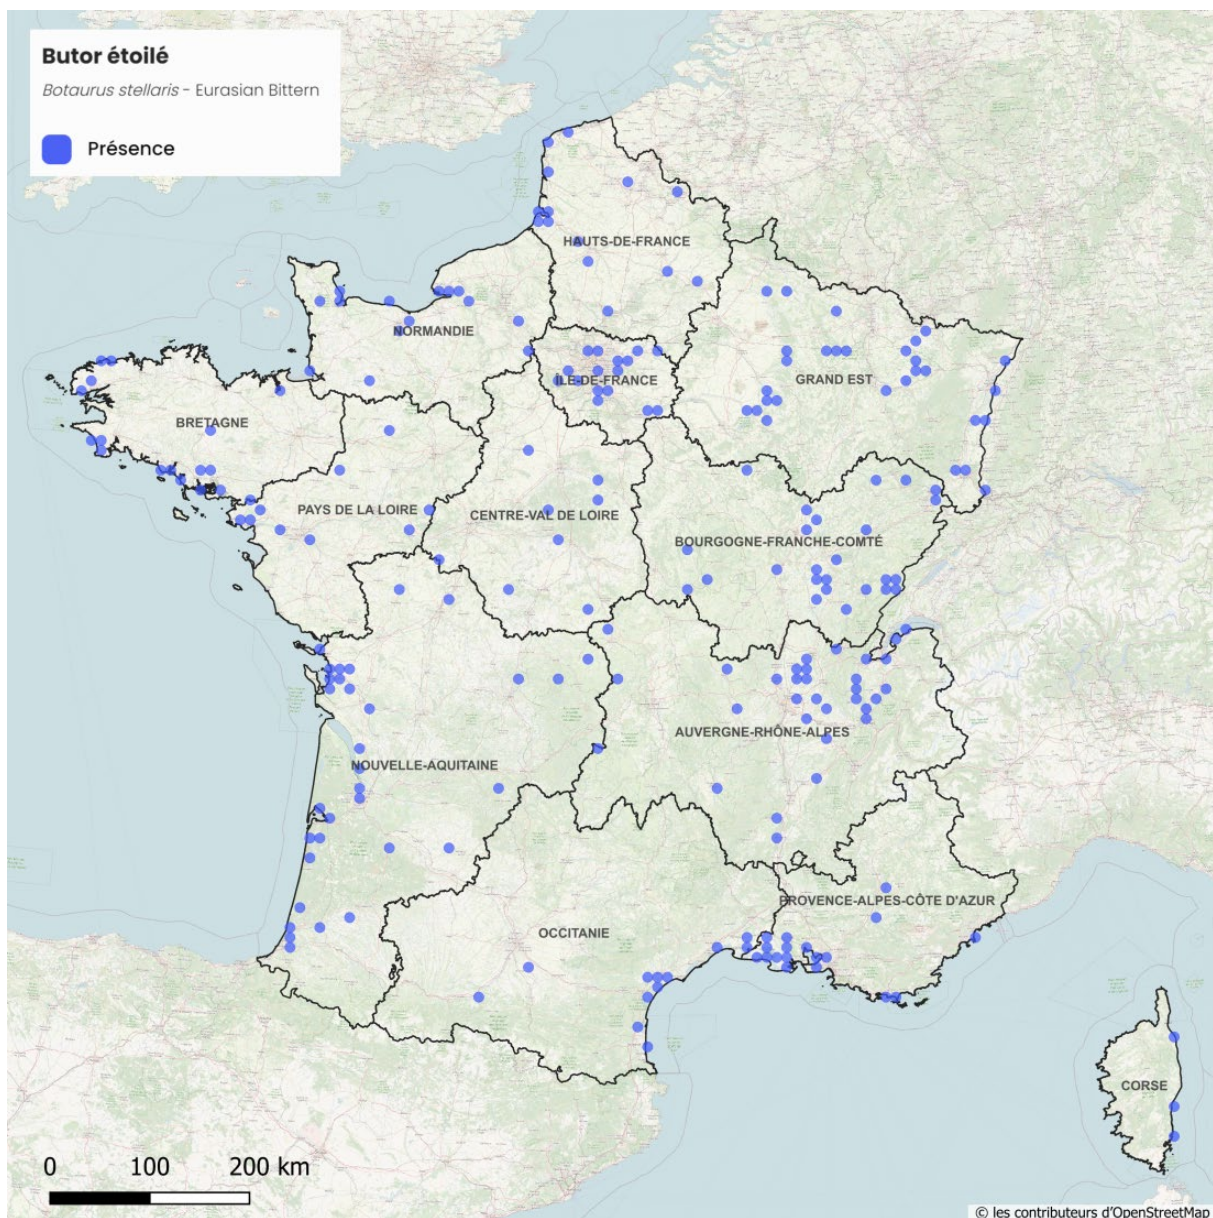 Butor étoilé
Botaurus stellaris - Eurasian Bittern
Présence
HAUTS-DE-FRANCE
NORMANDIE
ÎLE-DE-FRANCE
GRAND EST
BRETAGNE
PAYS DE LA LOIRE
CENTRE-VAL DE LOIRE
BOURGOGNE-FRANCHE-COMTÉ
AUVERGNE-RHÔNE-ALPES
NOUVELLE-AQUITAINE
PROVENCE-ALPES-CÔTE D'AZUR
OCCITANIE
CORSE
0 100 200 km
© les contributeurs d'OpenStreetMap